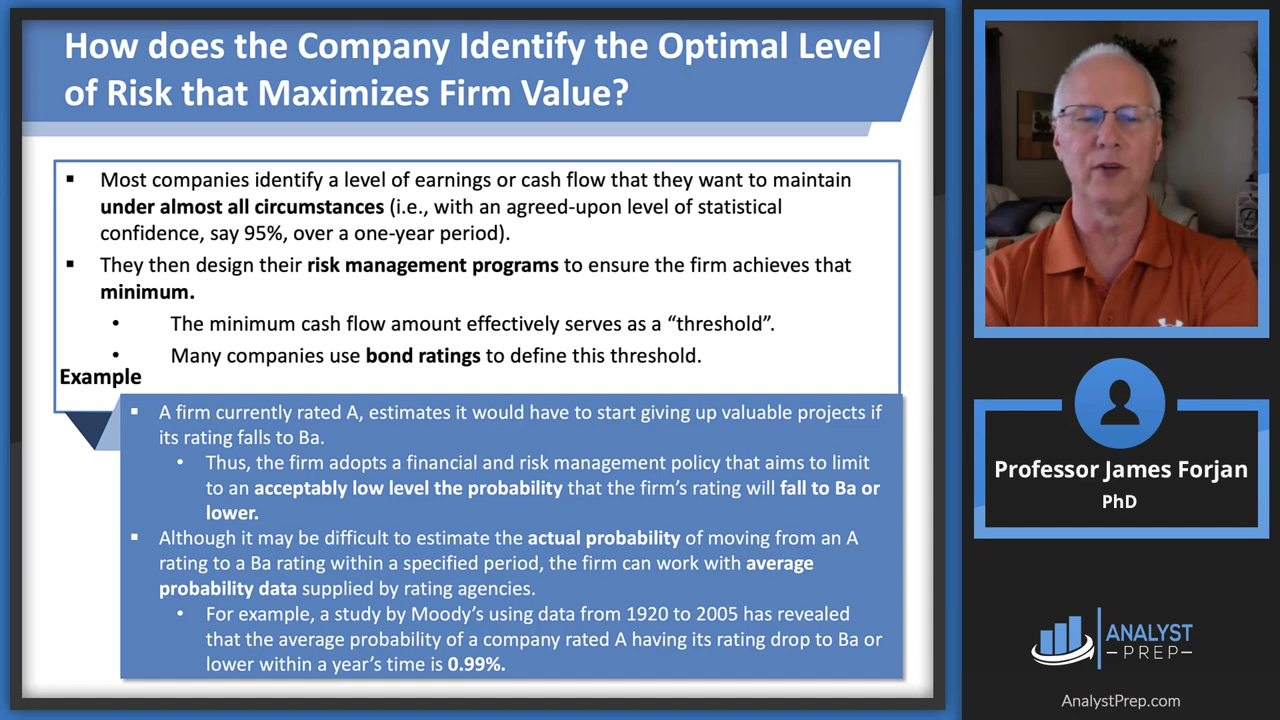 How does the Company Identify the Optimal Level
of Risk that Maximizes Firm Value?
▪ Most companies identify a level of earnings or cash flow that they want to maintain
under almost all circumstances (i.e., with an agreed-upon level of statistical
confidence, say 95%, over a one-year period).
▪ They then design their risk management programs to ensure the firm achieves that
minimum.
• The minimum cash flow amount effectively serves as a “threshold”.
• Many companies use bond ratings to define this threshold.
Example
▪ A firm currently rated A, estimates it would have to start giving up valuable projects if
its rating falls to Ba.
• Thus, the firm adopts a financial and risk management policy that aims to limit
to an acceptably low level the probability that the firm’s rating will fall to Ba or
lower.
▪ Although it may be difficult to estimate the actual probability of moving from an A
rating to a Ba rating within a specified period, the firm can work with average
probability data supplied by rating agencies.
• For example, a study by Moody’s using data from 1920 to 2005 has revealed
that the average probability of a company rated A having its rating drop to Ba or
lower within a year’s time is 0.99%.
Professor James Forjan
PhD
ANALYST
PREP
AnalystPrep.com